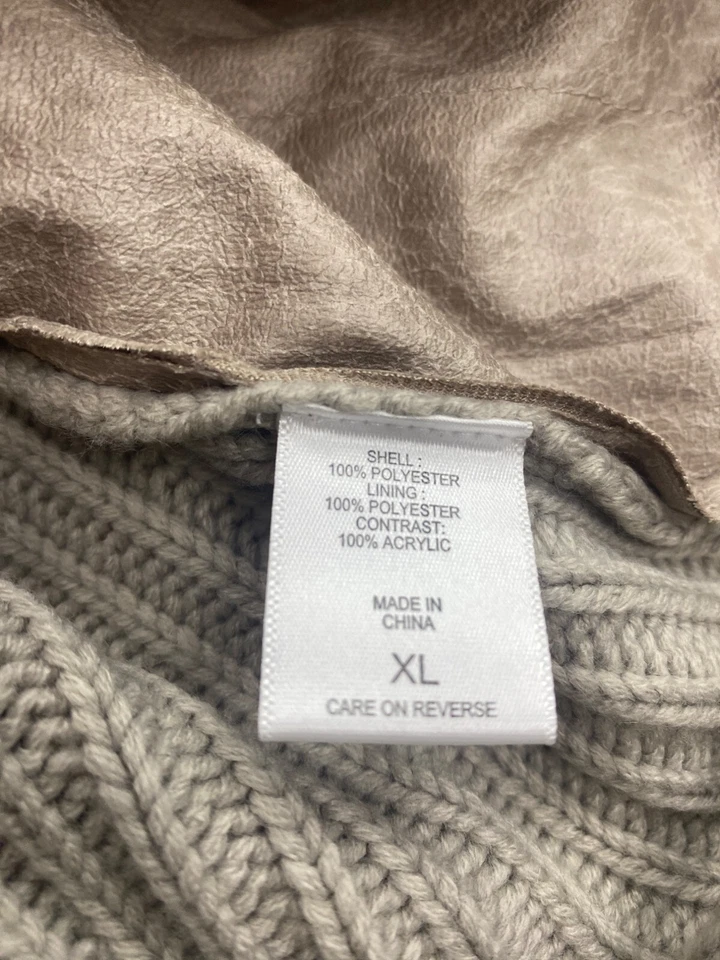 SHELL :
100% POLYESTER
LINING :
100% POLYESTER
CONTRAST:
100% ACRYLIC
MADE IN
CHINA
XL
CARE ON REVERSE